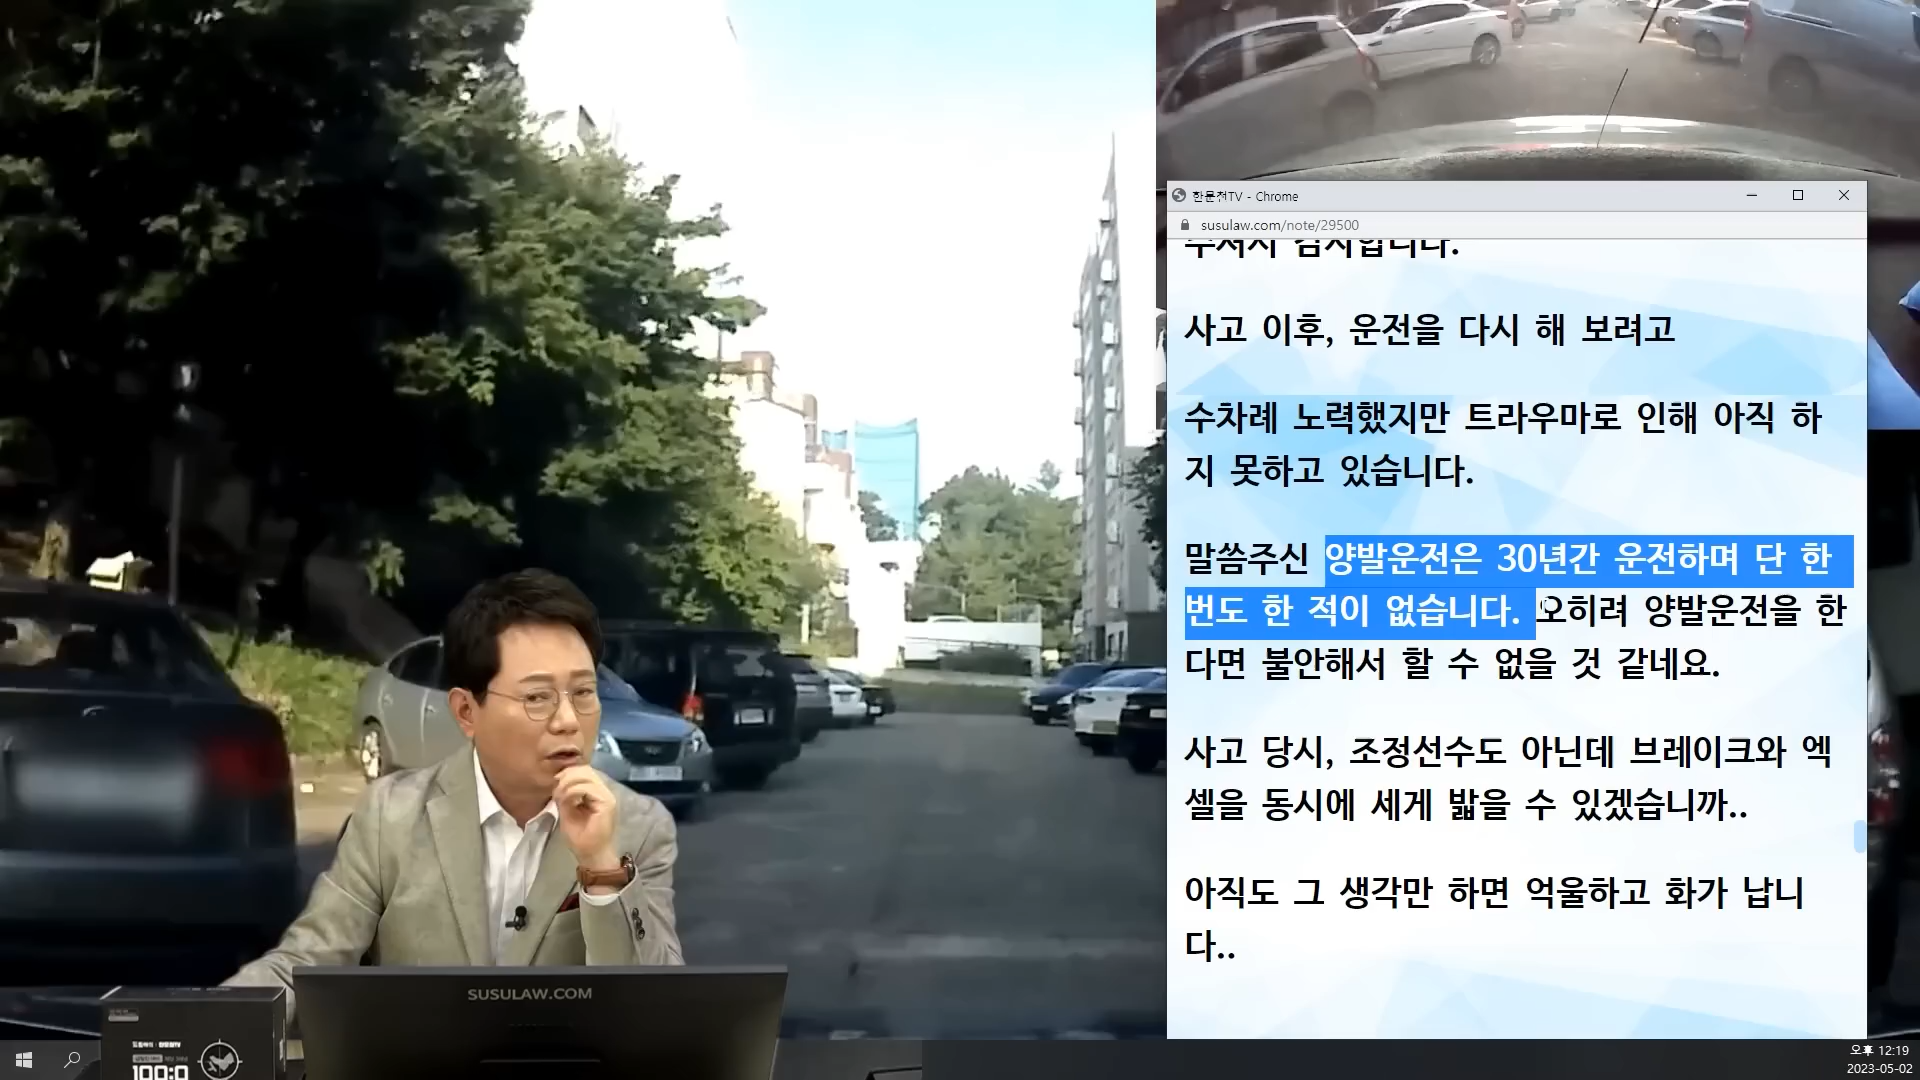 한문철TV - Chrome
susulaw.com/note/29500
사고 이후, 운전을 다시 해 보려고
수차례 노력했지만 트라우마로 인해 아직 하
지 못하고 있습니다.
말씀주신 양발운전은 30년간 운전하며 단 한
번도 한 적이 없습니다. 오히려 양발운전을 한
다면 불안해서 할 수 없을 것 같네요.
사고 당시, 조정선수도 아닌데 브레이크와 엑
셀을 동시에 세게 밟을 수 있겠습니까..
아직도 그 생각만 하면 억울하고 화가 납니
다..
SUSULAW.COM
100:0
오후 12:19
2023-05-02